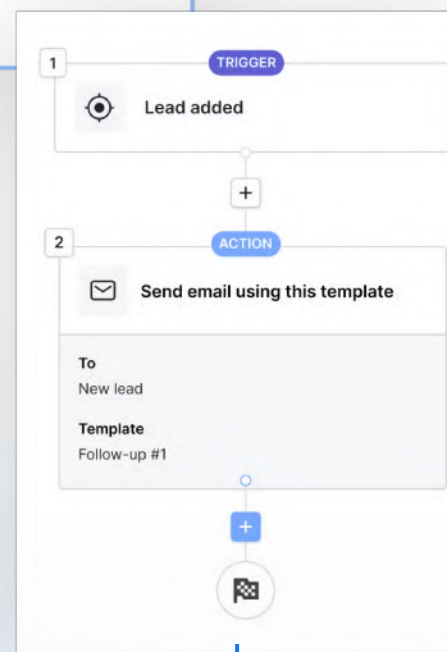 1
TRIGGER
Lead added
+
2
ACTION
Send email using this template
To
New lead
Template
Follow-up #1
+